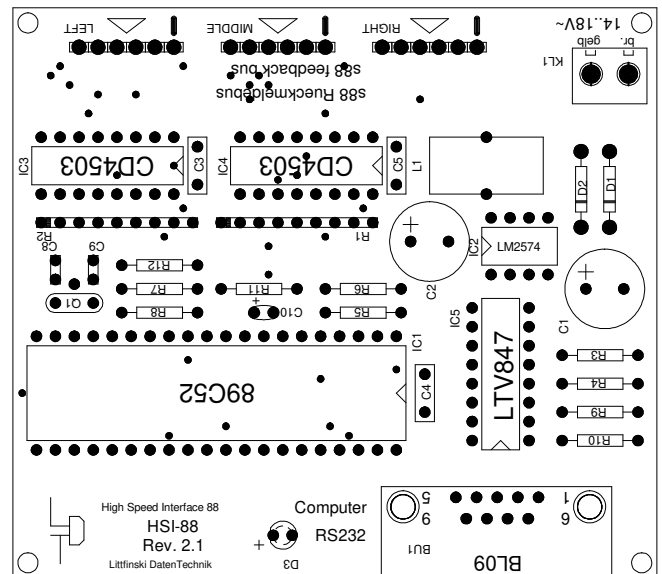 LEFT
MIDDLE
RIGHT
14..18V~
br.
gelb
KL1
s88 feedback bus
s88 Rueckmeldebus
IC3
CD4503
C3
IC4
CD4503
C5
L1
D2
D1
R2
R1
C8
C9
R12
Q1
R7
R11
R6
R8
+
C10
R5
+
C2
IC2
LM2574
+
C1
IC1
IC5
LTV847
R3
R4
R9
R10
89C52
C4
High Speed Interface 88
HSI-88
Rev. 2.1
Littfinski DatenTechnik
+
D3
Computer
RS232
5
1
9
6
BU1
BL09